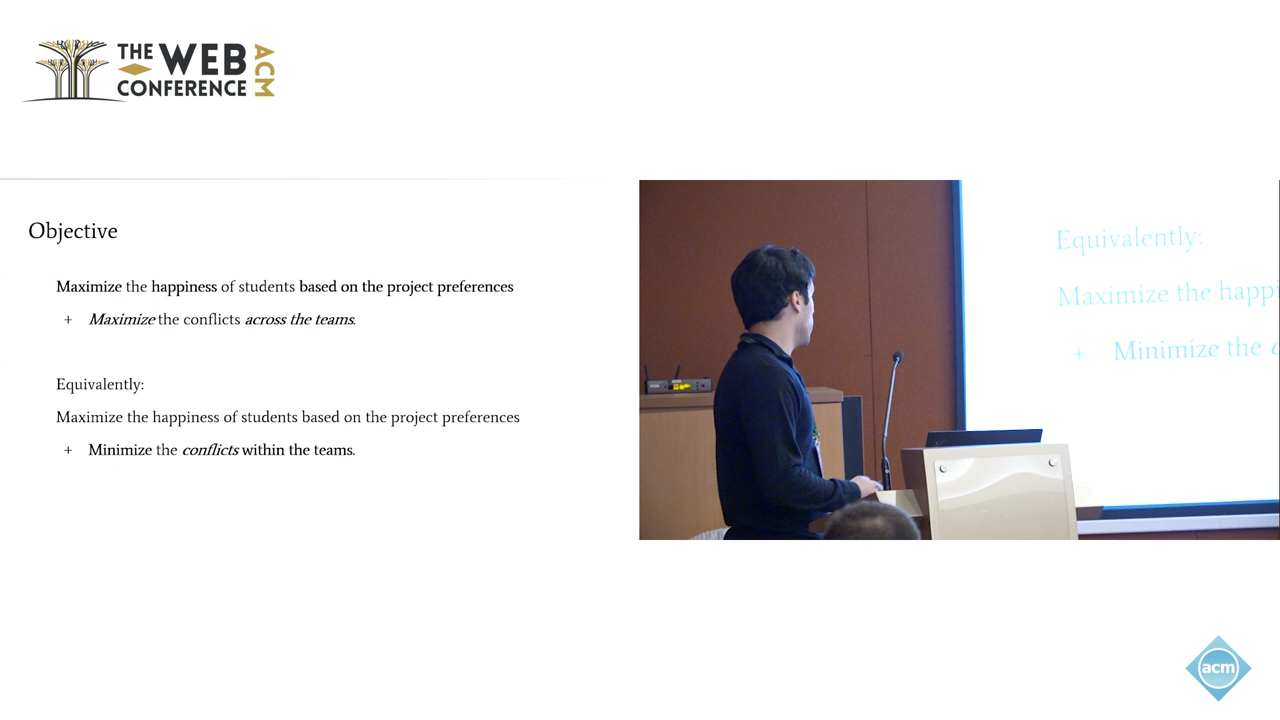 THE WEB
CONFERENCE
ACM
Objective
Maximize the happiness of students based on the project preferences
+ Maximize the conflicts across the teams.
Equivalently:
Maximize the happiness of students based on the project preferences
+ Minimize the conflicts within the teams.
Equivalently:
Maximize the happi
+ Minimize the c
acm